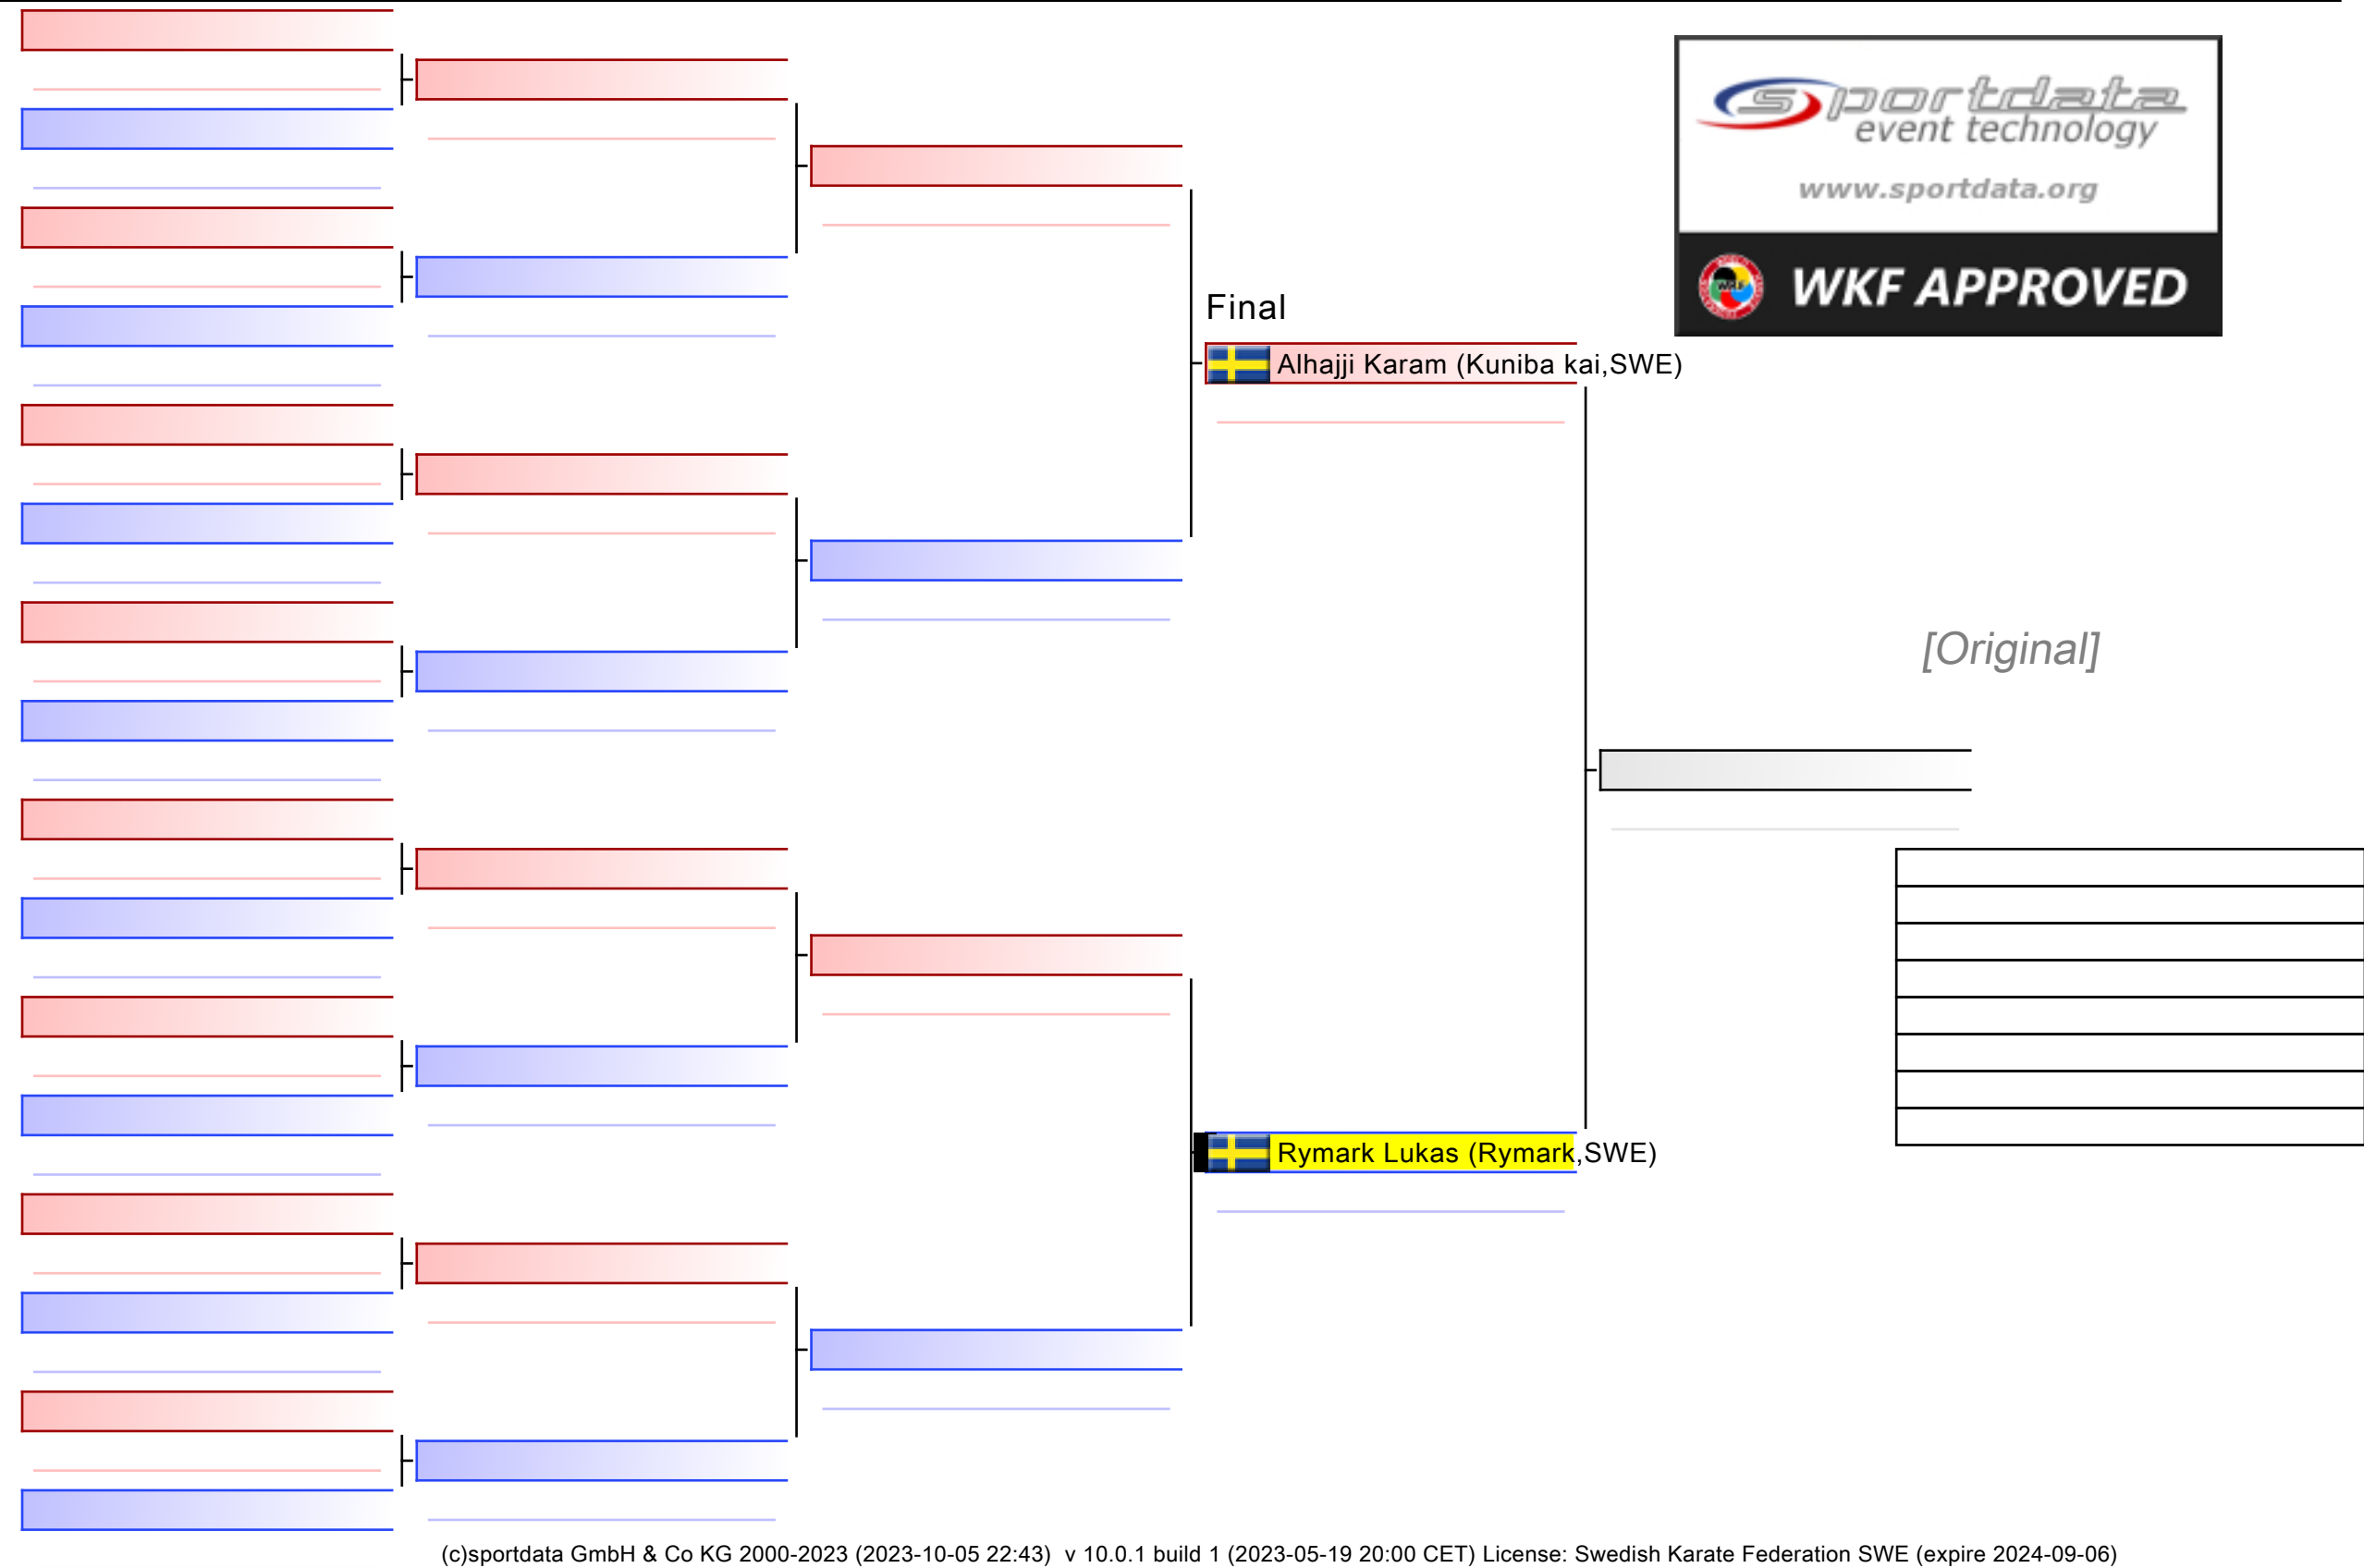 sportdata
event technology
www.sportdata.org
WKF APPROVED
Final
Alhajji Karam (Kuniba kai,SWE)
[Original]
Rymark Lukas (Rymark,SWE)
(c)sportdata GmbH & Co KG 2000-2023 (2023-10-05 22:43)  v 10.0.1 build 1 (2023-05-19 20:00 CET) License: Swedish Karate Federation SWE (expire 2024-09-06)